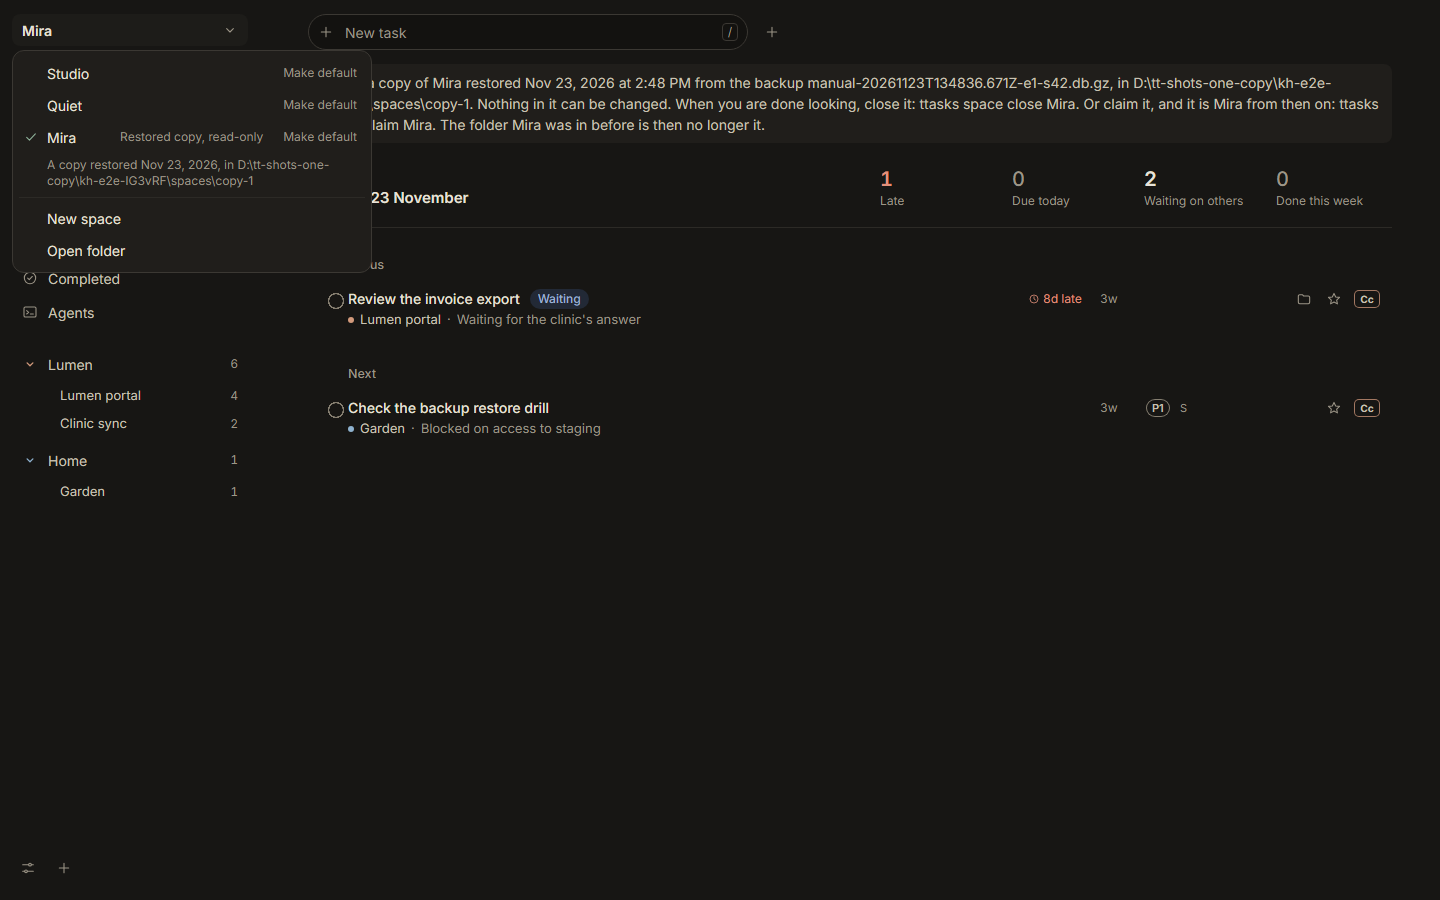 Mira
New task
/
Studio
Make default
Quiet
Make default
Mira
Restored copy, read-only
Make default
A copy restored Nov 23, 2026, in D:\tt-shots-one-
copy\kh-e2e-IG3vRF\spaces\copy-1
New space
Open folder
a copy of Mira restored Nov 23, 2026 at 2:48 PM from the backup manual-20261123T134836.671Z-e1-s42.db.gz, in D:\tt-shots-one-copy\kh-e2e-
\spaces\copy-1. Nothing in it can be changed. When you are done looking, close it: ttasks space close Mira. Or claim it, and it is Mira from then on: ttasks
laim Mira. The folder Mira was in before is then no longer it.
23 November
1
Late
0
Due today
2
Waiting on others
0
Done this week
Completed
Agents
Lumen
6
Lumen portal
4
Clinic sync
2
Home
1
Garden
1
us
Review the invoice export
Waiting
8d late
3w
Cc
Lumen portal · Waiting for the clinic's answer
Next
Check the backup restore drill
3w
P1
S
Cc
Garden · Blocked on access to staging